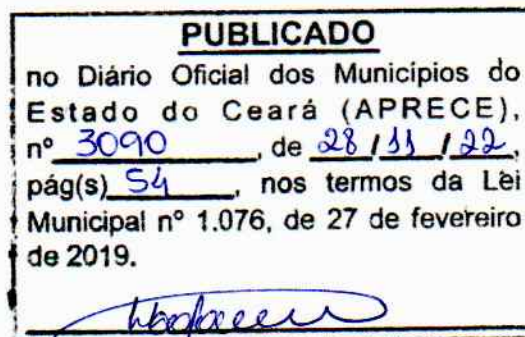 PUBLICADO
no Diário Oficial dos Municípios do
Estado do Ceará (APRECE),
nº 3090, de 28/11/22,
pág(s) 54, nos termos da Lei
Municipal nº 1.076, de 27 de fevereiro
de 2019.